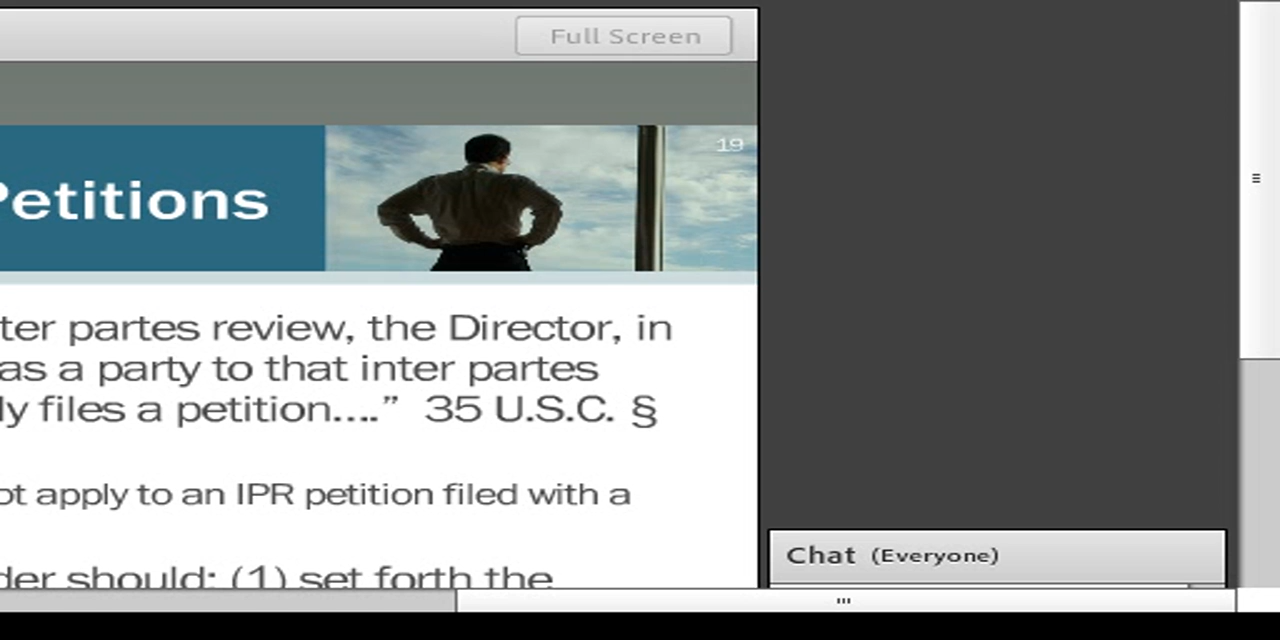 Full Screen
19
Petitions
ter partes review, the Director, in
as a party to that inter partes
ly files a petition....” 35 U.S.C. §
ot apply to an IPR petition filed with a
der should: (1) set forth the
Chat (Everyone)